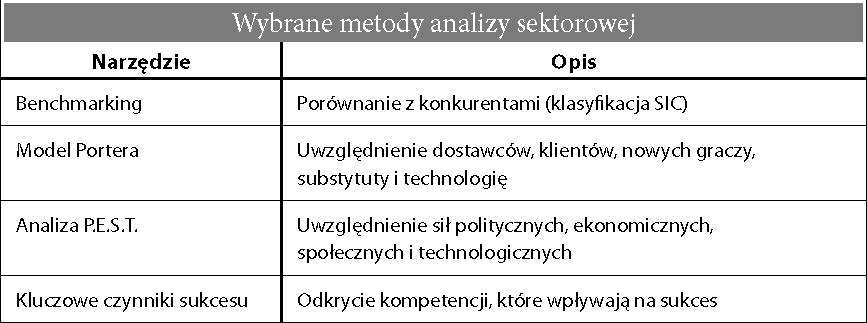 Wybrane metody analizy sektorowej
Narzędzie Opis
Benchmarking Porównanie z konkurentami (klasyfikacja SIC)
Model Portera Uwzględnienie dostawców, klientów, nowych graczy,
substytuty i technologię
Analiza P.E.S.T. Uwzględnienie sił politycznych, ekonomicznych,
społecznych i technologicznych
Kluczowe czynniki sukcesu Odkrycie kompetencji, które wpływają na sukces